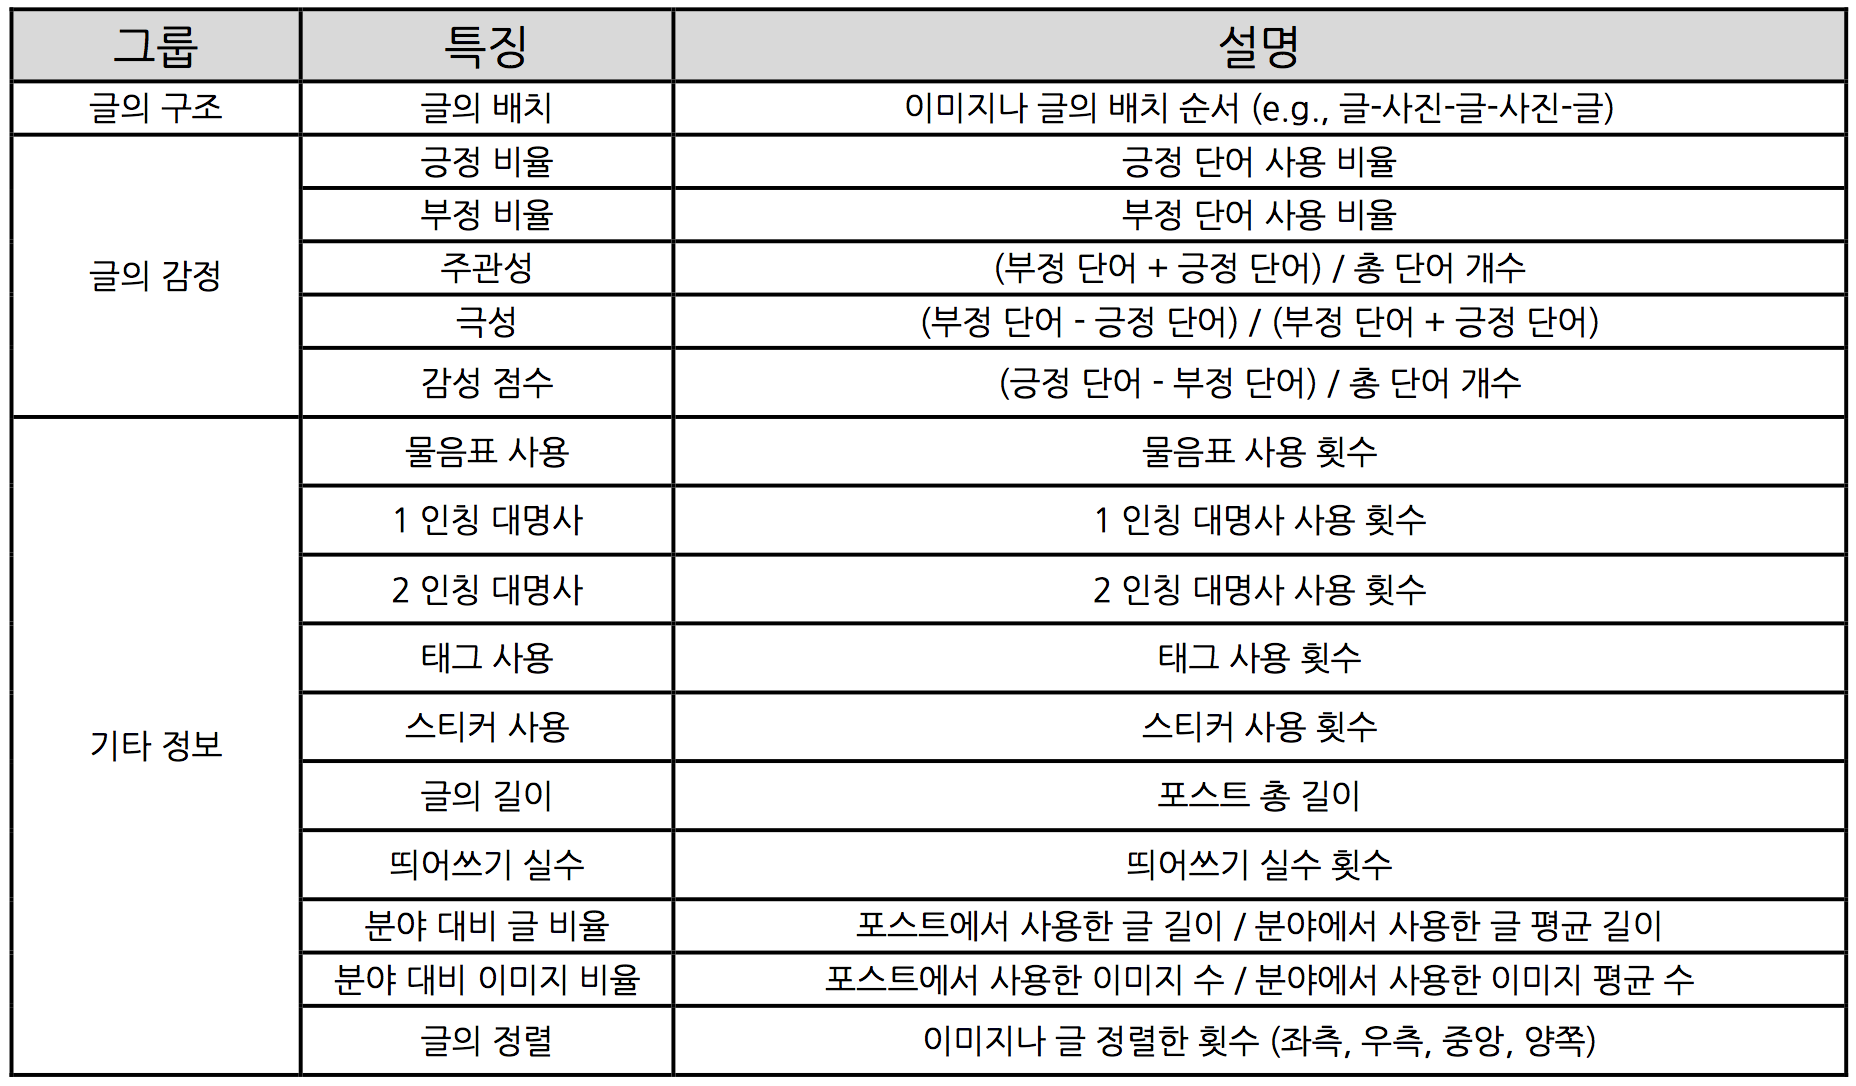 그룹 특징 설명
글의 구조 글의 배치 이미지나 글의 배치 순서 (e.g., 글-사진-글-사진-글)
글의 감정 긍정 비율 긍정 단어 사용 비율
부정 비율 부정 단어 사용 비율
주관성 (부정 단어 + 긍정 단어) / 총 단어 개수
극성 (부정 단어 - 긍정 단어) / (부정 단어 + 긍정 단어)
감성 점수 (긍정 단어 - 부정 단어) / 총 단어 개수
기타 정보 물음표 사용 물음표 사용 횟수
1 인칭 대명사 1 인칭 대명사 사용 횟수
2 인칭 대명사 2 인칭 대명사 사용 횟수
태그 사용 태그 사용 횟수
스티커 사용 스티커 사용 횟수
글의 길이 포스트 총 길이
띄어쓰기 실수 띄어쓰기 실수 횟수
분야 대비 글 비율 포스트에서 사용한 글 길이 / 분야에서 사용한 글 평균 길이
분야 대비 이미지 비율 포스트에서 사용한 이미지 수 / 분야에서 사용한 이미지 평균 수
글의 정렬 이미지나 글 정렬한 횟수 (좌측, 우측, 중앙, 양쪽)